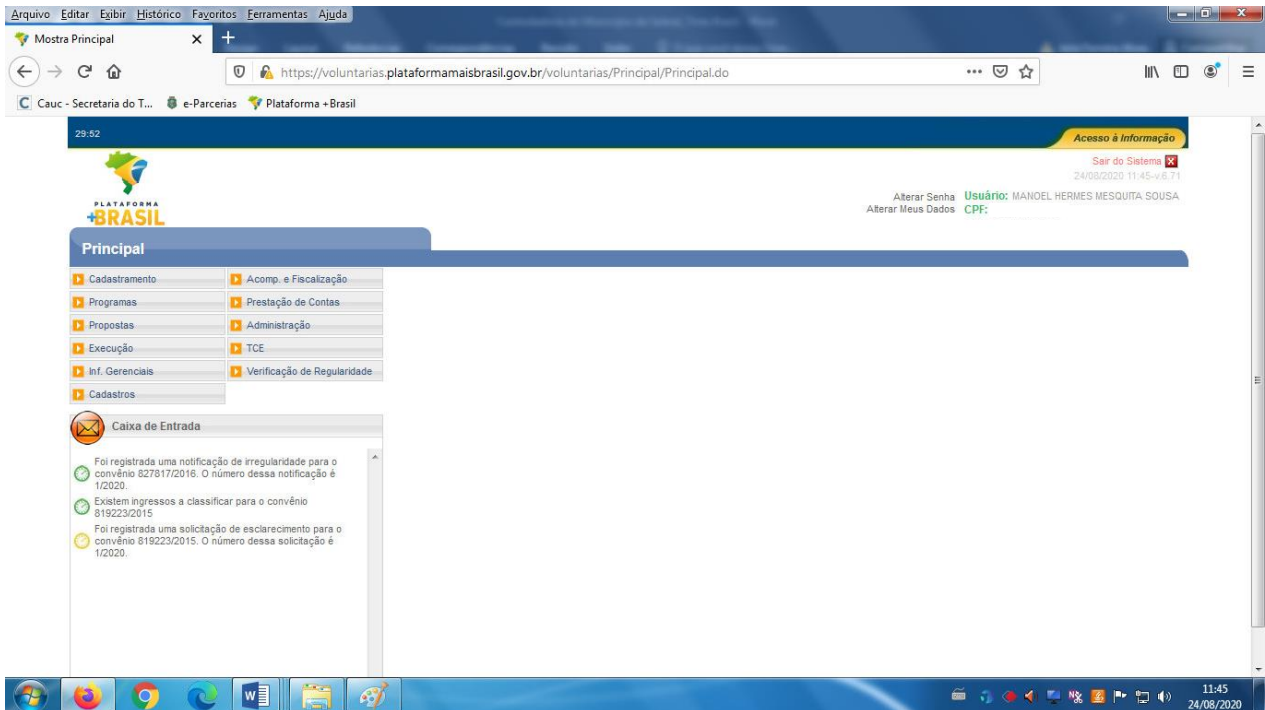 Arquivo Editar Exibir Histórico Favoritos Ferramentas Ajuda
Mostra Principal
https://voluntarias.plataformamaisbrasil.gov.br/voluntarias/Principal/Principal.do
Cauc - Secretaria do T... e-Parcerias Plataforma +Brasil
29:52
Acesso à Informação
Sair do Sistema X
24/08/2020 11:45-v.6.71
PLATAFORMA
+BRASIL
Alterar Senha Usuário: MANOEL HERMES MESQUITA SOUSA
Alterar Meus Dados CPF:
Principal
Cadastramento Acomp. e Fiscalização
Programas Prestação de Contas
Propostas Administração
Execução TCE
Inf. Gerenciais Verificação de Regularidade
Cadastros
Caixa de Entrada
Foi registrada uma notificação de irregularidade para o
convênio 827817/2016. O número dessa notificação é
1/2020.
Existem ingressos a classificar para o convênio
819223/2015
Foi registrada uma solicitação de esclarecimento para o
convênio 819223/2015. O número dessa solicitação é
1/2020.
11:45
24/08/2020